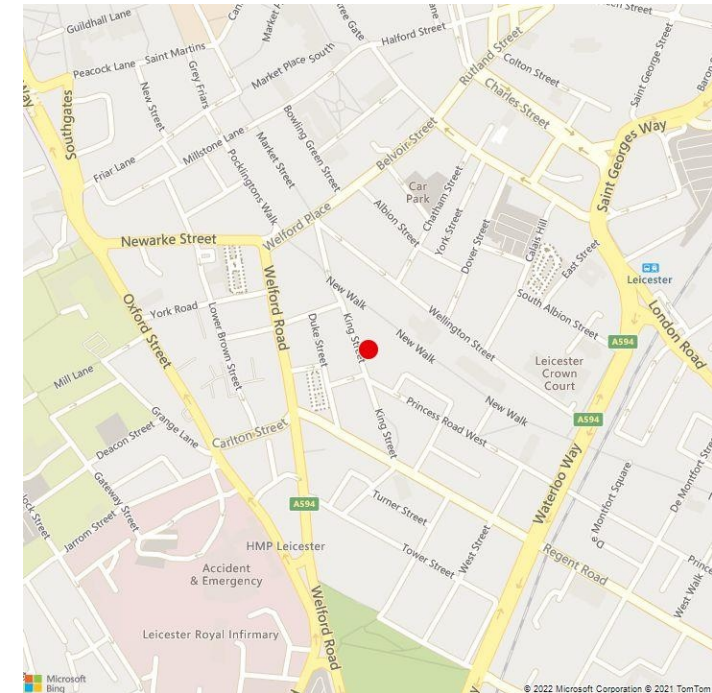 Guildhall Lane
Saint Martins
Peacock Lane
Southgates
New Street
Grey Friars
Market Place South
Halford Street
Rutland Street
Colton Street
Saint George Street
Charles Street
Saint Georges Way
Friar Lane
Millstone Lane
Pocklingtons Walk
Market Street
Bowling Green Street
Belvoir Street
Car
Park
Albion Street
Chatham Street
York Street
Dover Street
Calais Hill
East Street
Leicester
London Road
Newarke Street
Welford Place
South Albion Street
Oxford Street
York Road
Lower Brown Street
Welford Road
Duke Street
King Street
New Walk
New Walk
Wellington Street
A594
Leicester
Crown
Court
Mill Lane
Grange Lane
Deacon Street
Carlton Street
King Street
Princess Road West
New Walk
A594
Waterloo Way
Gateway Street
Jarrom Street
A594
Turner Street
Tower Street
West Street
Regent Road
e Montfort Square
D
De Montfort Stree
Prince
West Walk
HMP Leicester
Accident
& Emergency
Welford Road
Leicester Royal Infirmary
Microsoft
Bing
© 2022 Microsoft Corporation © 2021 TomTom